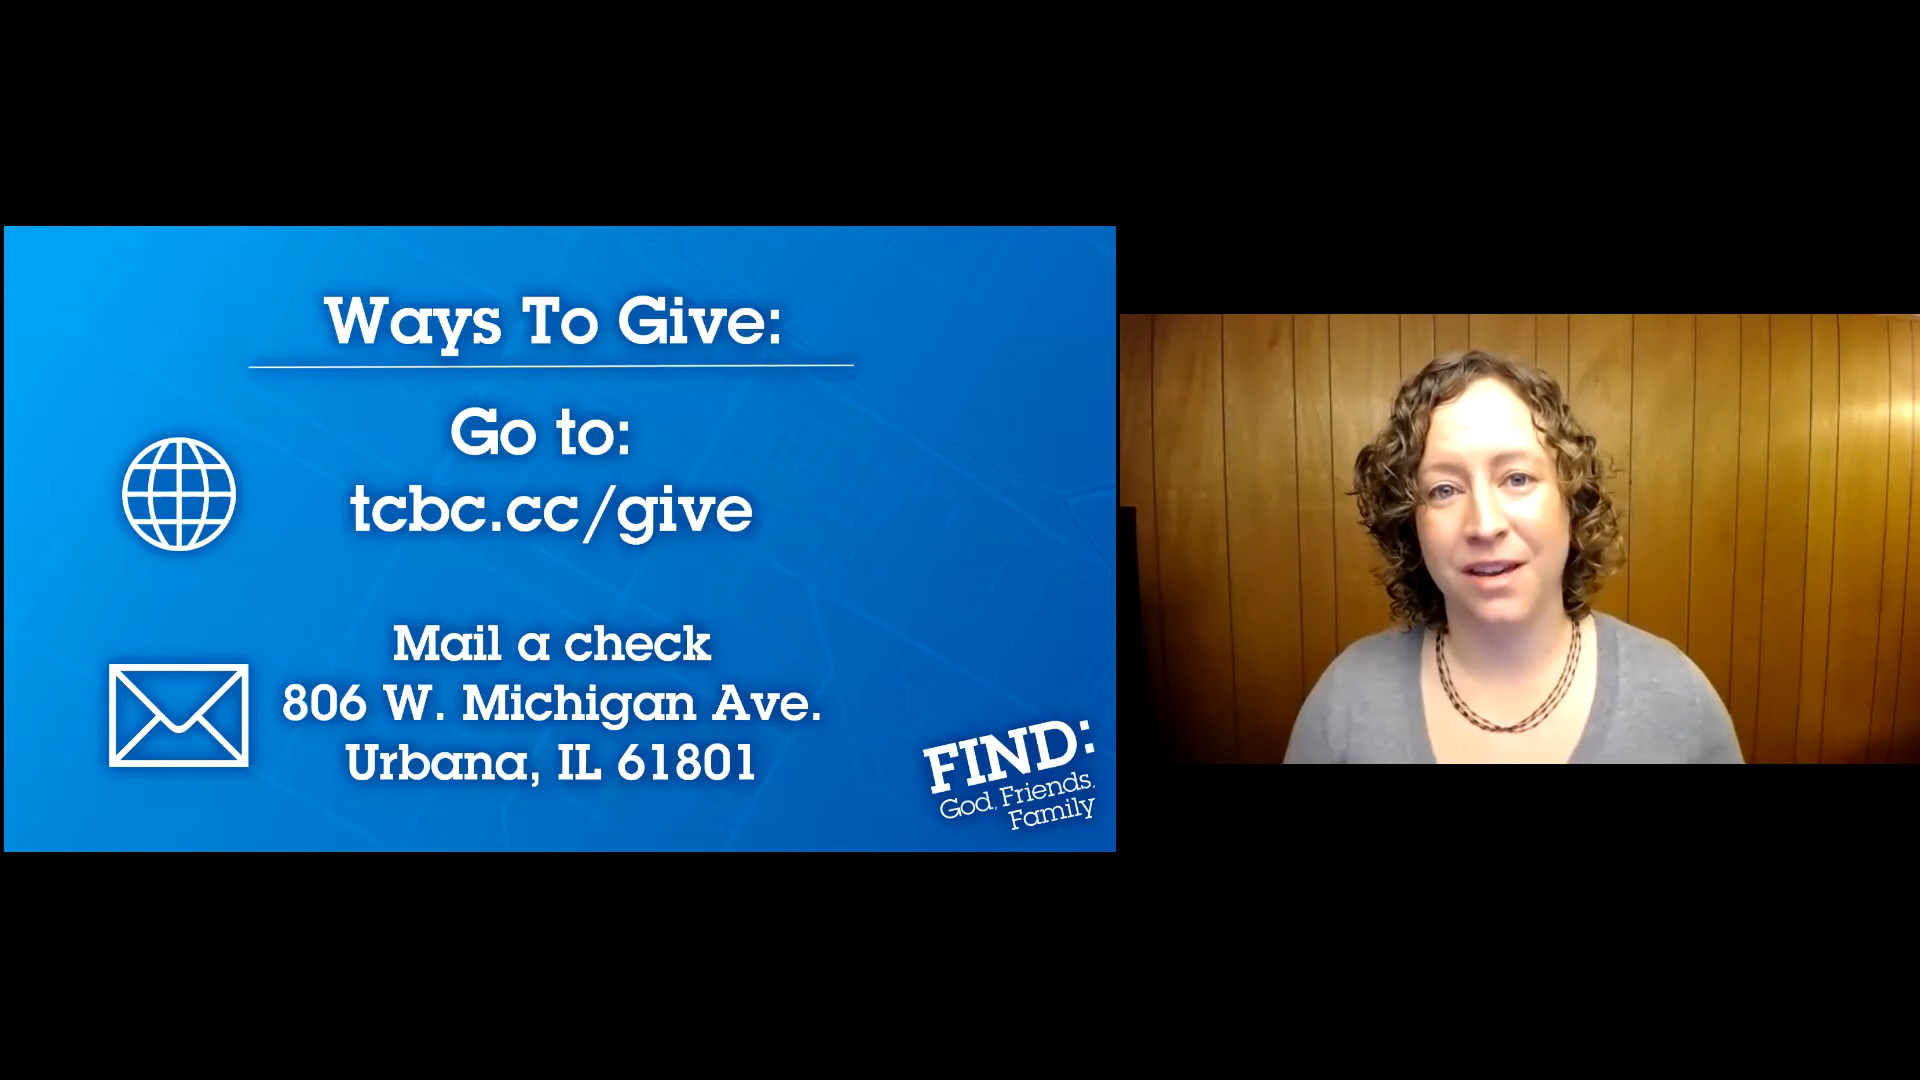 Ways To Give:
Go to:
tcbc.cc/give
Mail a check
806 W. Michigan Ave.
Urbana, IL 61801
FIND:
God, Friends,
Family